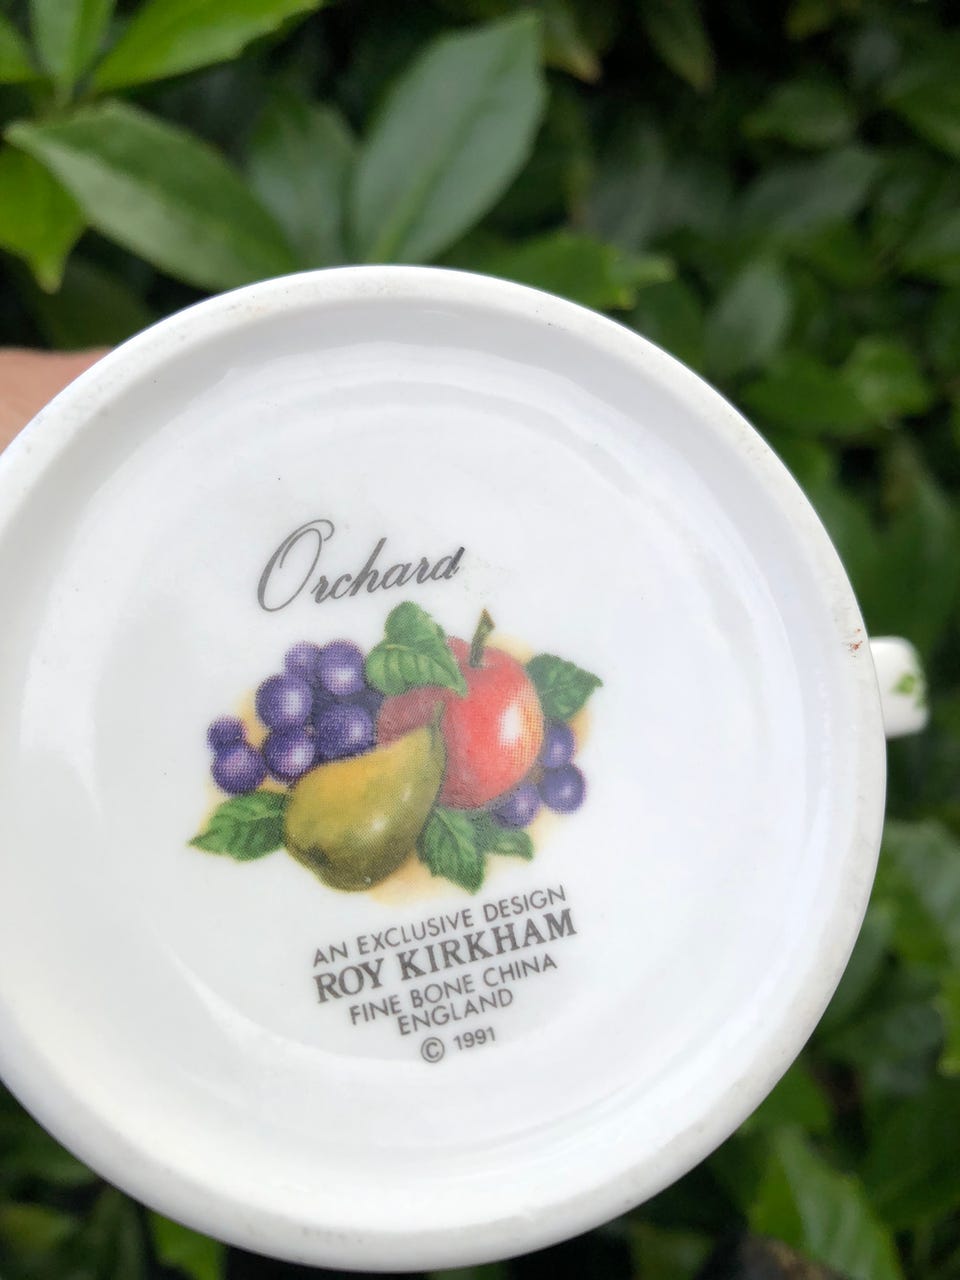 Orchard
AN EXCLUSIVE DESIGN
ROY KIRKHAM
FINE BONE CHINA
ENGLAND
© 1991